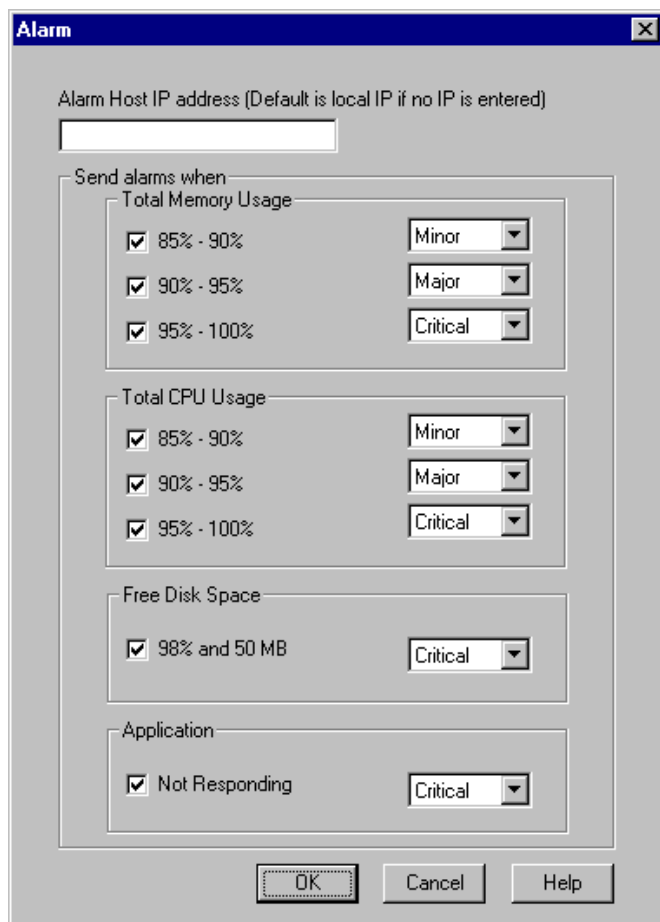 Alarm
Alarm Host IP address (Default is local IP if no IP is entered)
Send alarms when
Total Memory Usage
85% - 90% Minor
90% - 95% Major
95% - 100% Critical
Total CPU Usage
85% - 90% Minor
90% - 95% Major
95% - 100% Critical
Free Disk Space
98% and 50 MB Critical
Application
Not Responding Critical
OK Cancel Help